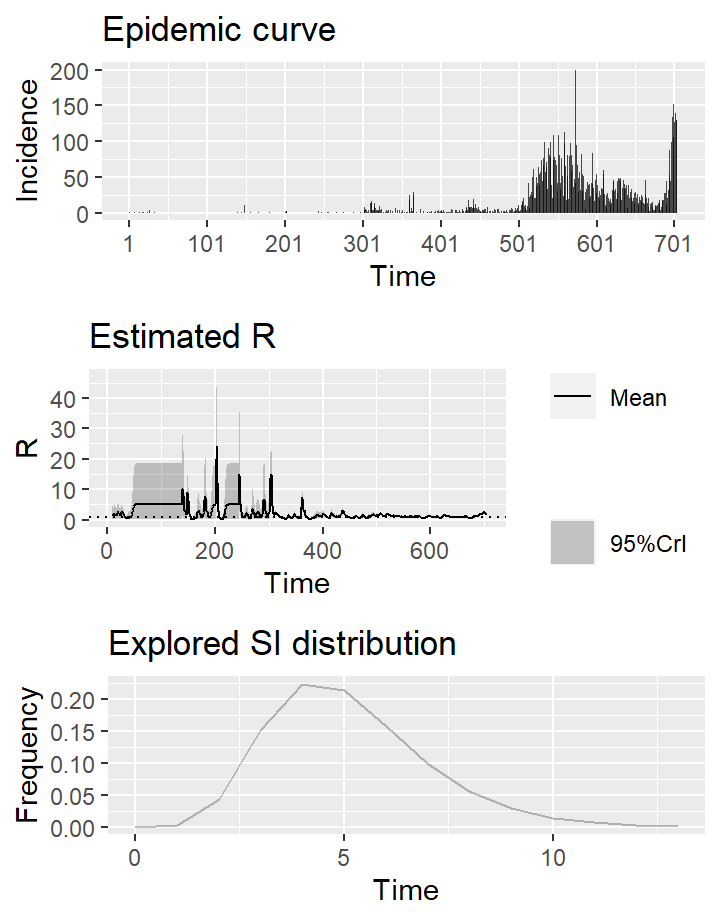 Epidemic curve
Incidence
200
150
100
50
0
1 101 201 301 401 501 601 701
Time
Estimated R
R
40
30
20
10
0
0 200 400 600
Time
Mean
95%CrI
Explored SI distribution
Frequency
0.20
0.15
0.10
0.05
0.00
0 5 10
Time